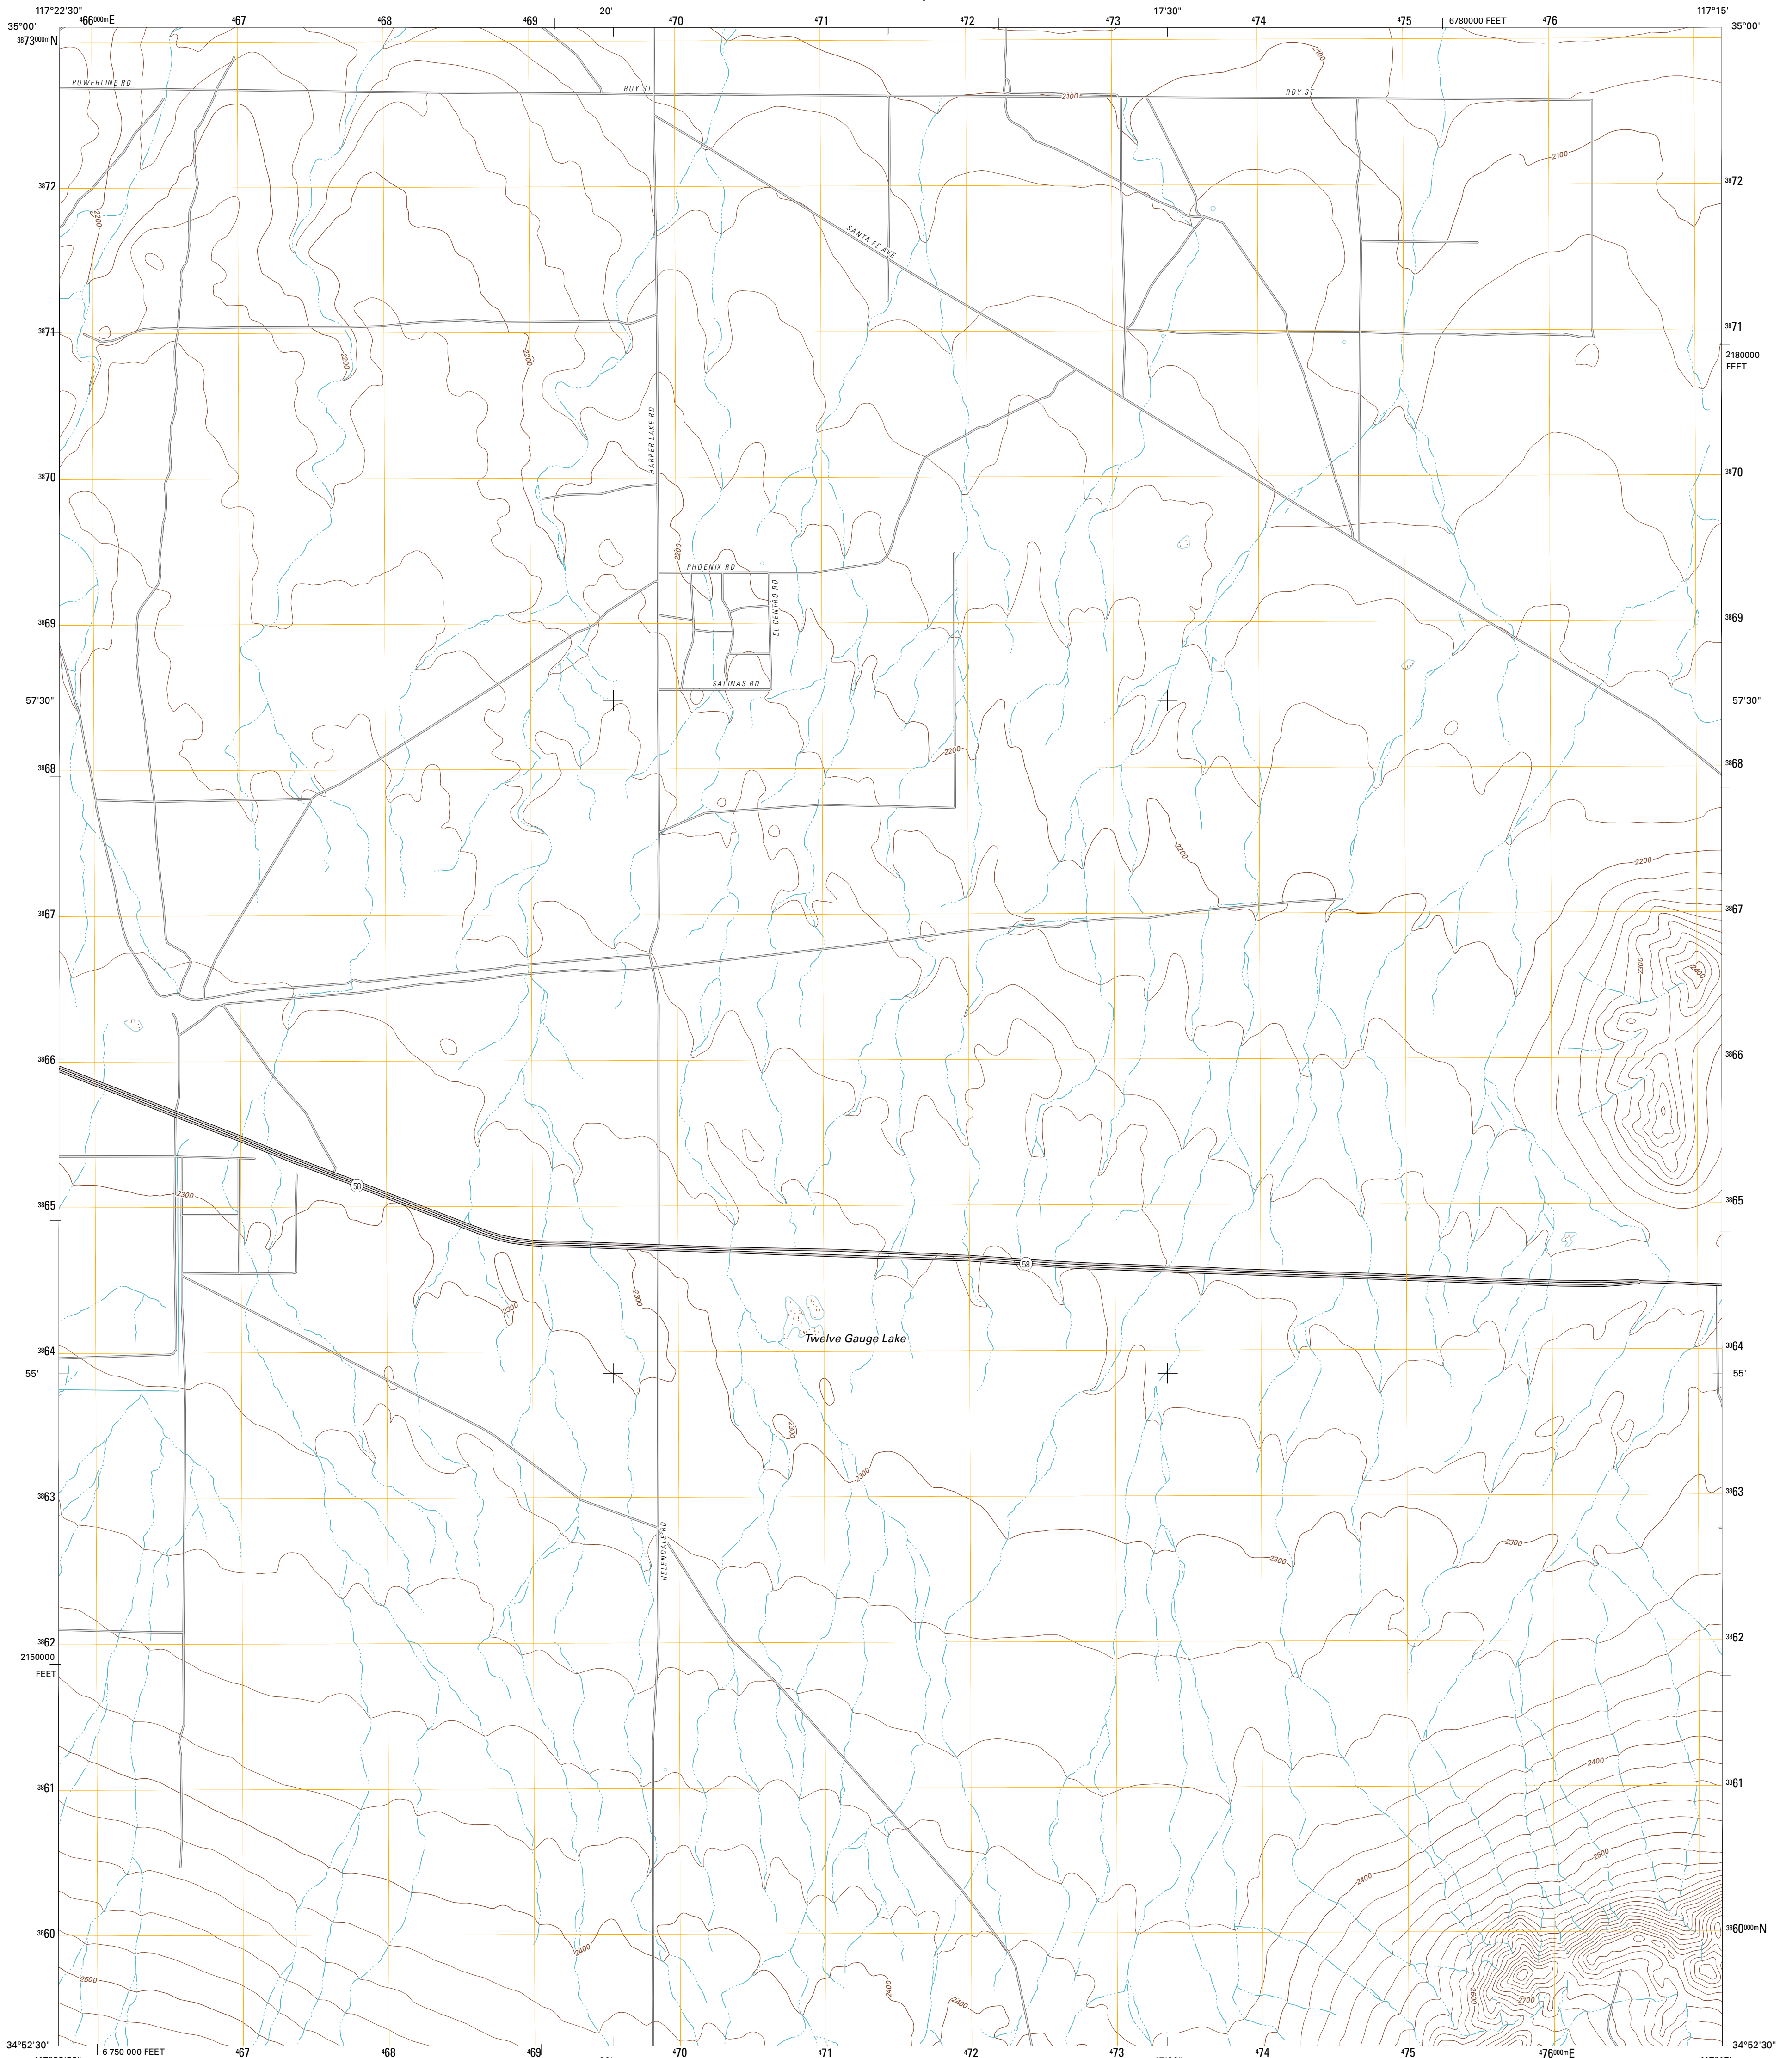 117°22'30" ⁴66⁰⁰⁰ᵐE ⁴67 ⁴68 ⁴69 20' ⁴70 ⁴71 ⁴72 ⁴73 17'30" ⁴74 ⁴75 6780000 FEET ⁴76 117°15'
35°00' 35°00'
³⁸73⁰⁰⁰ᵐN
2100
POWERLINE RD ROY ST 2100 ROY ST
2100
³⁸72 ³⁸72
2200
SANTA FE AVE
³⁸71 ³⁸71
2180000
FEET
2200 2200
HARPER LAKE RD
³⁸70 ³⁸70
2200
PHOENIX RD
EL CENTRO RD
³⁸69 ³⁸69
SALINAS RD
57'30" 57'30"
2200
³⁸68 ³⁸68
2200 2200
³⁸67 ³⁸67
2300 2400
³⁸66 ³⁸66
58
2300
³⁸65 ³⁸65
58
2300 2300
Twelve Gauge Lake
³⁸64 ³⁸64
55' 55'
2300
2300
³⁸63 ³⁸63
HELENDALE RD
2300 2300
³⁸62 ³⁸62
2150000
FEET
2400
³⁸61 ³⁸61
2500
2400
³⁸60 ³⁸60⁰⁰⁰ᵐN
2400
2500 2400 2400 2600 2700
34°52'30" 34°52'30"
6 750 000 FEET ⁴67 ⁴68 ⁴69 ⁴70 ⁴71 ⁴72 ⁴73 ⁴74 ⁴75 ⁴76⁰⁰⁰ᵐE